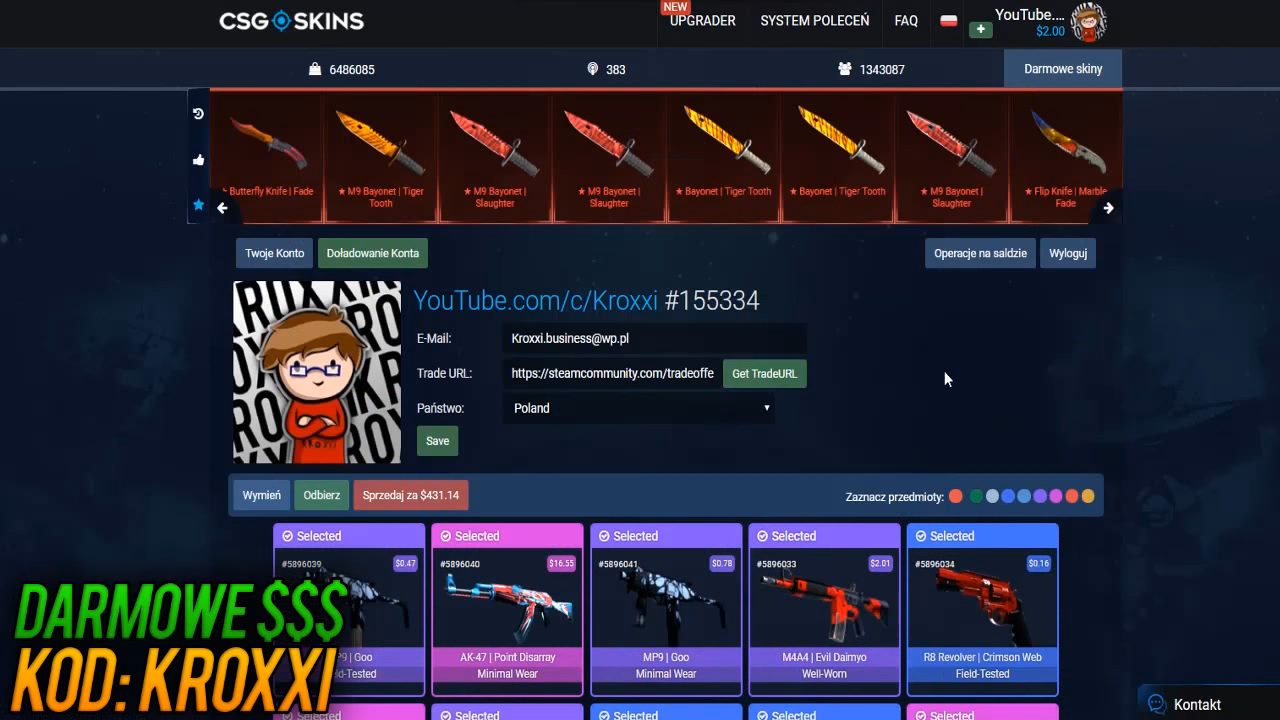 CSGO SKINS
NEW
UPGRADER
SYSTEM POLECEŃ
FAQ
YouTube....
$2.00
6486085
383
1343087
Darmowe skiny
Butterfly Knife | Fade
★ M9 Bayonet | Tiger Tooth
★ M9 Bayonet | Slaughter
★ M9 Bayonet | Slaughter
★ Bayonet | Tiger Tooth
★ Bayonet | Tiger Tooth
★ M9 Bayonet | Slaughter
★ Flip Knife | Marble Fade
Twoje Konto
Doładowanie Konta
Operacje na saldzie
Wyloguj
YouTube.com/c/Kroxxi #155334
E-Mail:
Kroxxi.business@wp.pl
Trade URL:
https://steamcommunity.com/tradeoffe
Get TradeURL
Państwo:
Poland
Save
KROXXI
Wymień
Odbierz
Sprzedaj za $431.14
Zaznacz przedmioty:
Selected
Selected
Selected
Selected
Selected
#5896039
$0.47
#5896040
$16.55
#5896041
$0.78
#5896033
$2.01
#5896034
$0.16
P9 | Goo
AK-47 | Point Disarray
MP9 | Goo
M4A4 | Evil Daimyo
R8 Revolver | Crimson Web
ld-Tested
Minimal Wear
Minimal Wear
Well-Worn
Field-Tested
DARMOWE $$$
KOD: KROXXI
Selected
Selected
Selected
Selected
Kontakt